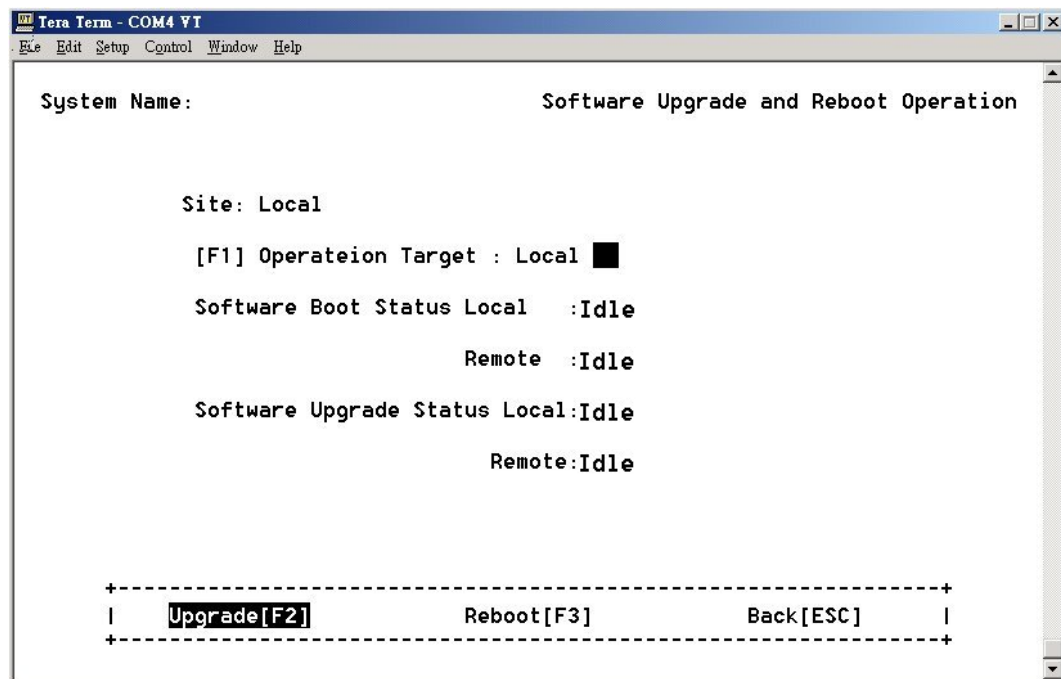 Tera Term - COM4 VT
File Edit Setup Control Window Help
System Name: Software Upgrade and Reboot Operation
Site: Local
[F1] Operateion Target : Local
Software Boot Status Local :Idle
Remote :Idle
Software Upgrade Status Local:Idle
Remote:Idle
+-----------------------------------------------------------------+
| Upgrade[F2] Reboot[F3] Back[ESC] |
+-----------------------------------------------------------------+